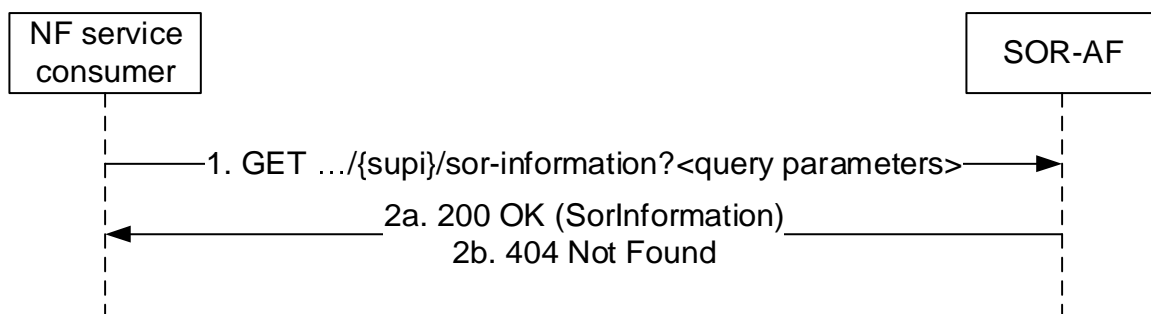 NF service
consumer
SOR-AF
1. GET …/{supi}/sor-information?<query parameters>
2a. 200 OK (SorInformation)
2b. 404 Not Found